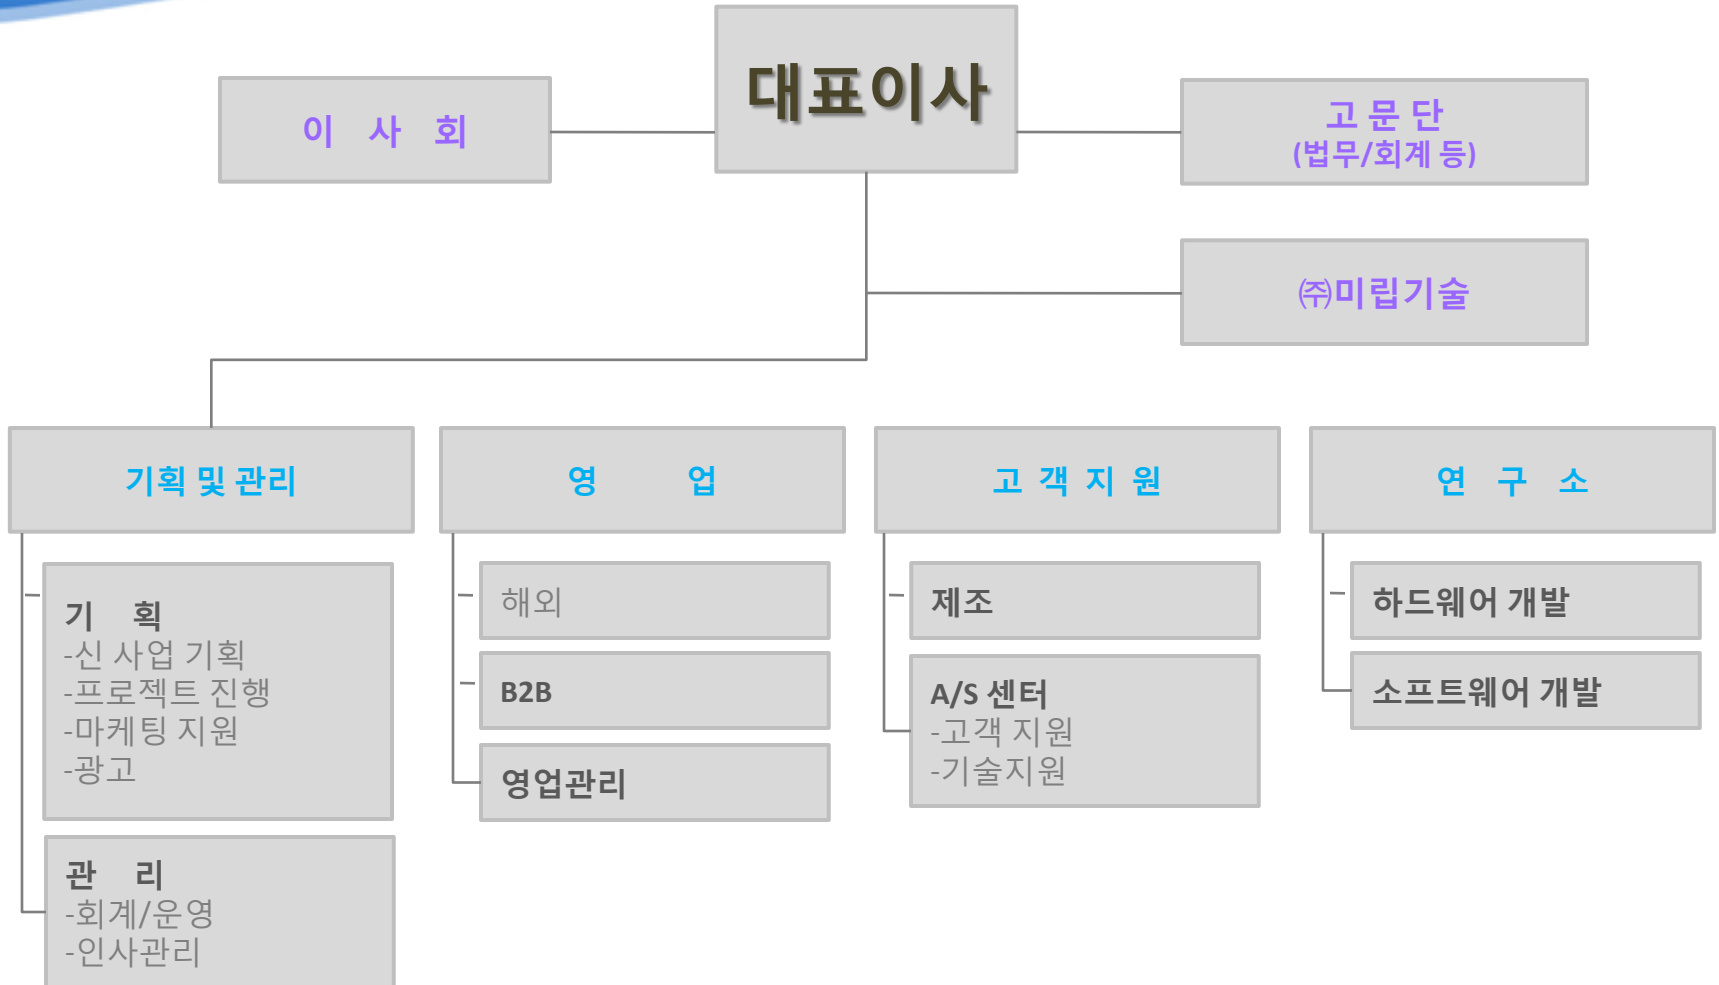 대표이사
이 사 회
고 문 단
(법무/회계 등)
㈜미립기술
기획 및 관리
영 업
고 객 지 원
연 구 소
기 획
-신 사업 기획
-프로젝트 진행
-마케팅 지원
-광고
관 리
-회계/운영
-인사관리
해외
B2B
영업관리
제조
A/S 센터
-고객 지원
-기술지원
하드웨어 개발
소프트웨어 개발